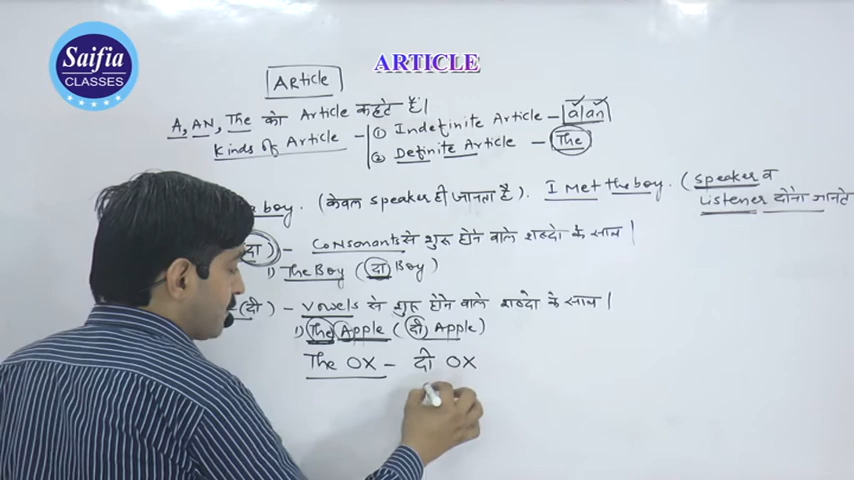 Saifia
CLASSES
ARTICLE
Article
A, AN, The को Article कहते हैं।
Kinds of Article - ① Indefinite Article - a/an
② Definite Article - The
boy. (केवल speaker ही जानता है). I Met the boy. (speaker व
Listener दोनों जानते
दा) - Consonants से शुरू होने वाले शब्दो के साथ।
1) The Boy (दा Boy)
(दी) - Vowels से शुरू होने वाले शब्दो के साथ।
1) The Apple (दी Apple)
The OX - दी OX